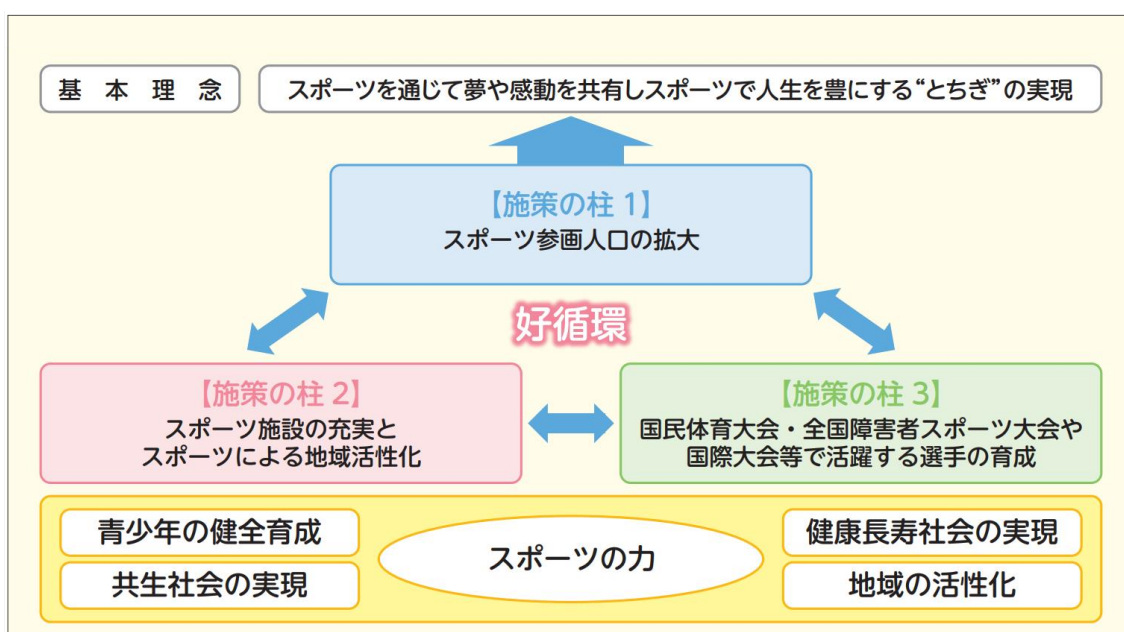 基本理念
スポーツを通じて夢や感動を共有しスポーツで人生を豊にする“とちぎ”の実現
【施策の柱 1】
スポーツ参画人口の拡大
好循環
【施策の柱 2】
スポーツ施設の充実と
スポーツによる地域活性化
【施策の柱 3】
国民体育大会・全国障害者スポーツ大会や
国際大会等で活躍する選手の育成
青少年の健全育成
共生社会の実現
スポーツの力
健康長寿社会の実現
地域の活性化